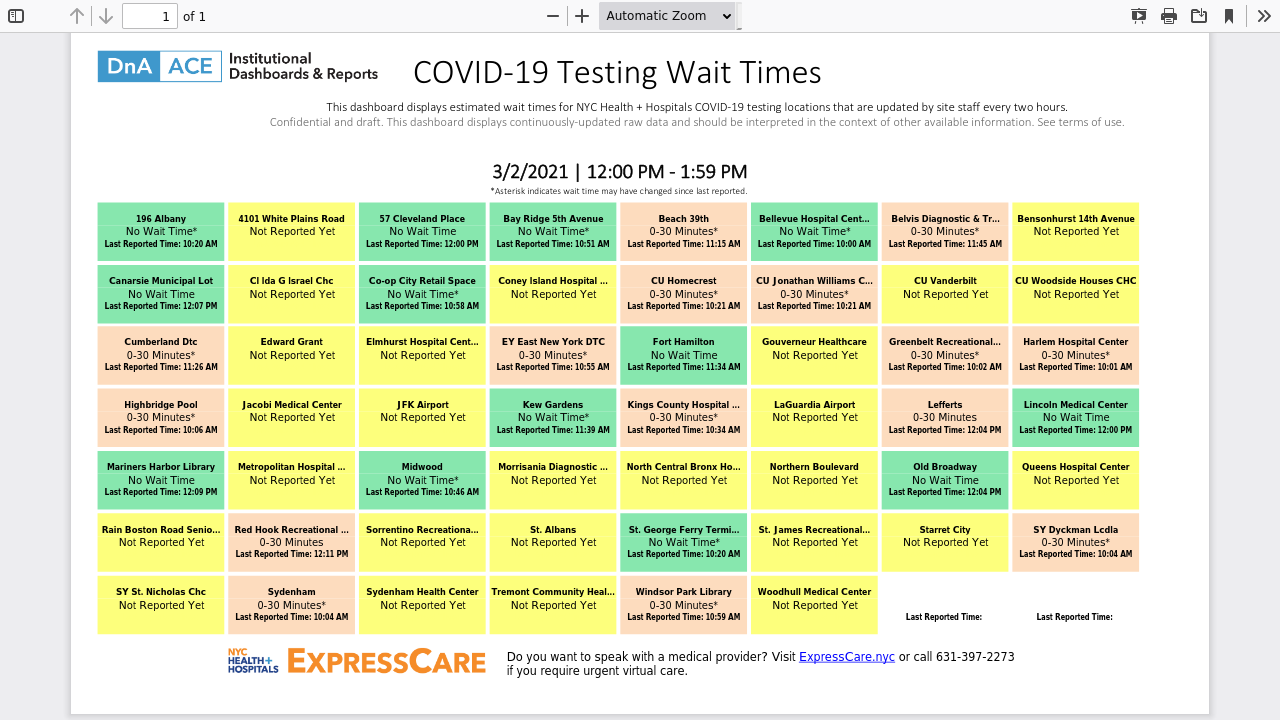 1 of 1
Automatic Zoom
DnA ACE Institutional
Dashboards & Reports
COVID-19 Testing Wait Times
This dashboard displays estimated wait times for NYC Health + Hospitals COVID-19 testing locations that are updated by site staff every two hours.
Confidential and draft. This dashboard displays continuously-updated raw data and should be interpreted in the context of other available information. See terms of use.
3/2/2021 | 12:00 PM - 1:59 PM
*Asterisk indicates wait time may have changed since last reported.
196 Albany
No Wait Time*
Last Reported Time: 10:20 AM
4101 White Plains Road
Not Reported Yet
57 Cleveland Place
No Wait Time
Last Reported Time: 12:00 PM
Bay Ridge 5th Avenue
No Wait Time*
Last Reported Time: 10:51 AM
Beach 39th
0-30 Minutes*
Last Reported Time: 11:15 AM
Bellevue Hospital Cent...
No Wait Time*
Last Reported Time: 10:00 AM
Belvis Diagnostic & Tr...
0-30 Minutes*
Last Reported Time: 11:45 AM
Bensonhurst 14th Avenue
Not Reported Yet
Canarsie Municipal Lot
No Wait Time
Last Reported Time: 12:07 PM
Cl Ida G Israel Chc
Not Reported Yet
Co-op City Retail Space
No Wait Time*
Last Reported Time: 10:58 AM
Coney Island Hospital ...
Not Reported Yet
CU Homecrest
0-30 Minutes*
Last Reported Time: 10:21 AM
CU Jonathan Williams C...
0-30 Minutes*
Last Reported Time: 10:21 AM
CU Vanderbilt
Not Reported Yet
CU Woodside Houses CHC
Not Reported Yet
Cumberland Dtc
0-30 Minutes*
Last Reported Time: 11:26 AM
Edward Grant
Not Reported Yet
Elmhurst Hospital Cent...
Not Reported Yet
EY East New York DTC
0-30 Minutes*
Last Reported Time: 10:55 AM
Fort Hamilton
No Wait Time
Last Reported Time: 11:34 AM
Gouverneur Healthcare
Not Reported Yet
Greenbelt Recreational...
0-30 Minutes*
Last Reported Time: 10:02 AM
Harlem Hospital Center
0-30 Minutes*
Last Reported Time: 10:01 AM
Highbridge Pool
0-30 Minutes*
Last Reported Time: 10:06 AM
Jacobi Medical Center
Not Reported Yet
JFK Airport
Not Reported Yet
Kew Gardens
No Wait Time*
Last Reported Time: 11:39 AM
Kings County Hospital ...
0-30 Minutes*
Last Reported Time: 10:34 AM
LaGuardia Airport
Not Reported Yet
Lefferts
0-30 Minutes
Last Reported Time: 12:04 PM
Lincoln Medical Center
No Wait Time
Last Reported Time: 12:00 PM
Mariners Harbor Library
No Wait Time
Last Reported Time: 12:09 PM
Metropolitan Hospital ...
Not Reported Yet
Midwood
No Wait Time*
Last Reported Time: 10:46 AM
Morrisania Diagnostic ...
Not Reported Yet
North Central Bronx Ho...
Not Reported Yet
Northern Boulevard
Not Reported Yet
Old Broadway
No Wait Time
Last Reported Time: 12:04 PM
Queens Hospital Center
Not Reported Yet
Rain Boston Road Senio...
Not Reported Yet
Red Hook Recreational ...
0-30 Minutes
Last Reported Time: 12:11 PM
Sorrentino Recreationa...
Not Reported Yet
St. Albans
Not Reported Yet
St. George Ferry Termi...
No Wait Time*
Last Reported Time: 10:20 AM
St. James Recreational...
Not Reported Yet
Starret City
Not Reported Yet
SY Dyckman Lcdla
0-30 Minutes*
Last Reported Time: 10:04 AM
SY St. Nicholas Chc
Not Reported Yet
Sydenham
0-30 Minutes*
Last Reported Time: 10:04 AM
Sydenham Health Center
Not Reported Yet
Tremont Community Heal...
Not Reported Yet
Windsor Park Library
0-30 Minutes*
Last Reported Time: 10:59 AM
Woodhull Medical Center
Not Reported Yet
Last Reported Time:
Last Reported Time:
NYC
HEALTH+
HOSPITALS
EXPRESSCARE
Do you want to speak with a medical provider? Visit ExpressCare.nyc or call 631-397-2273
if you require urgent virtual care.